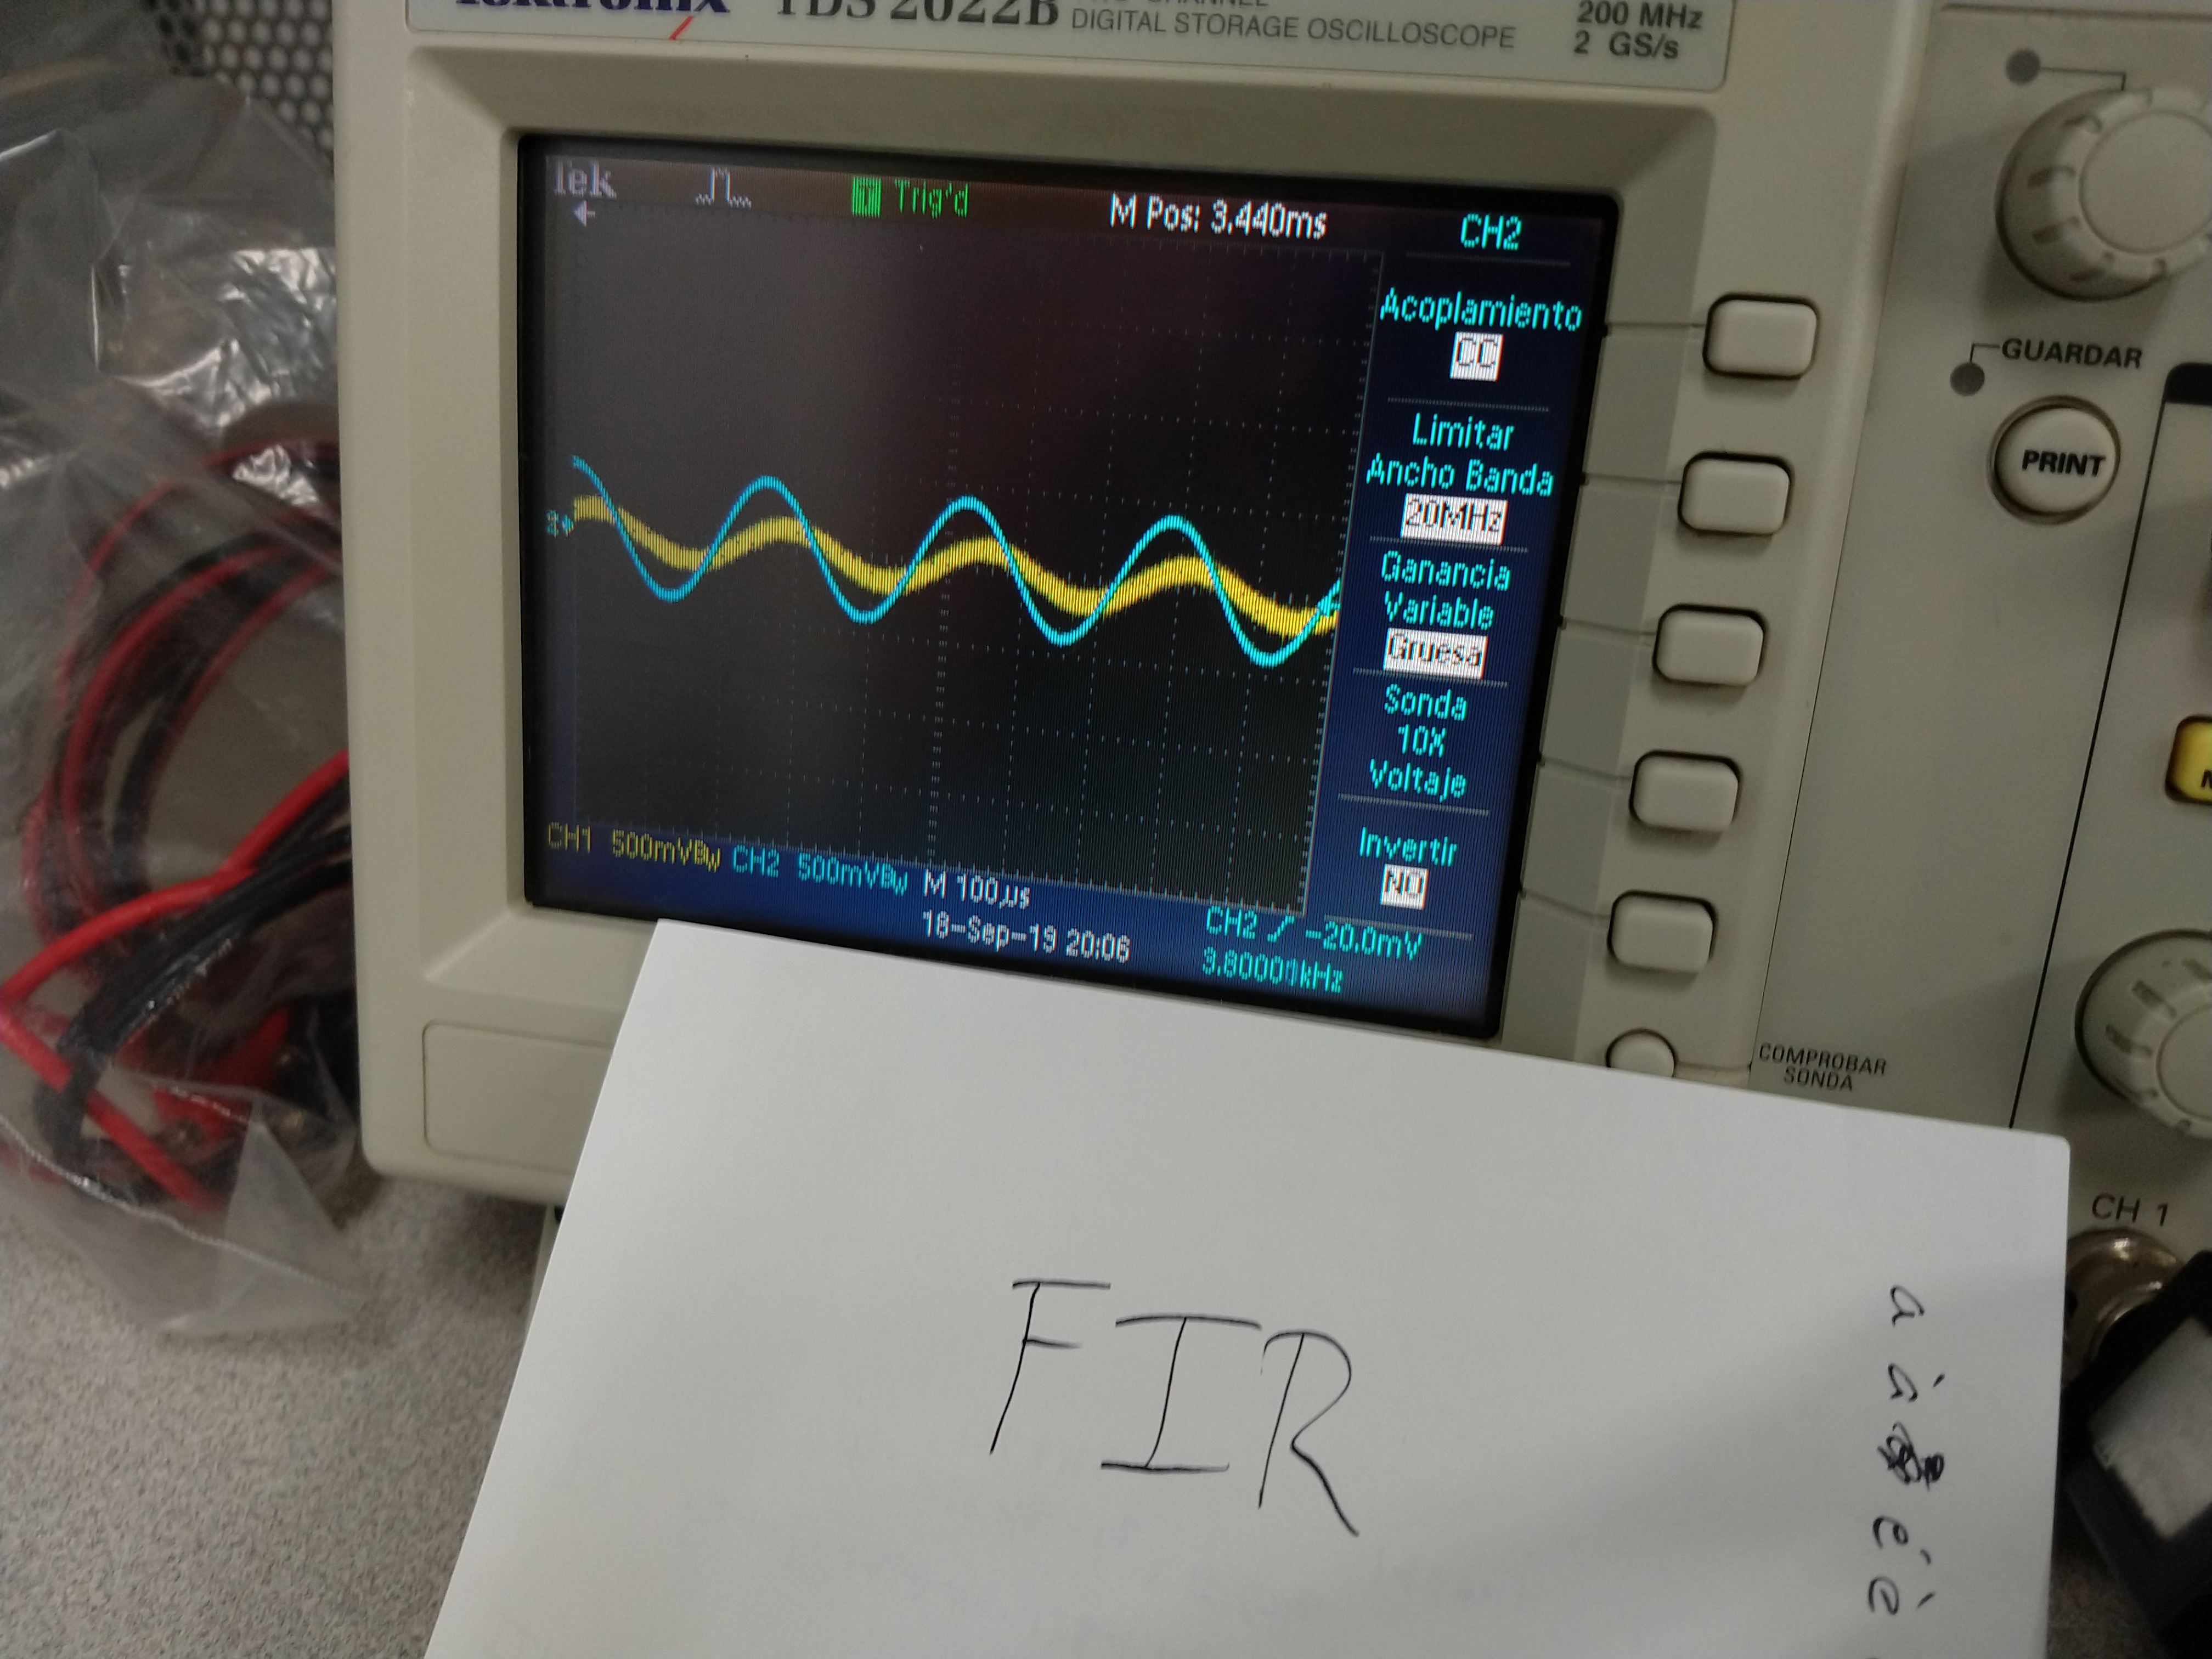 Tektronix TDS 2022B
DIGITAL STORAGE OSCILLOSCOPE
200 MHz
2 GS/s
Tek
Trig'd
M Pos: 3.440ms
CH2
Acoplamiento
CC
Limitar
Ancho Banda
20MHz
Ganancia
Variable
Gruesa
Sonda
10X
Voltaje
Invertir
NO
CH1 500mVBW CH2 500mVBW M 100µs
18-Sep-19 20:06
CH2 -20.0mV
3.80001kHz
GUARDAR
PRINT
COMPROBAR
SONDA
CH 1
FIR
a
à
é
è